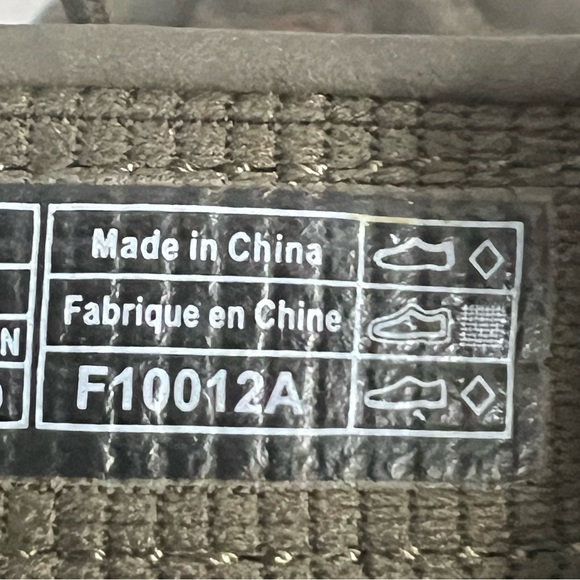 Made in China
Fabrique en Chine
N
F10012A